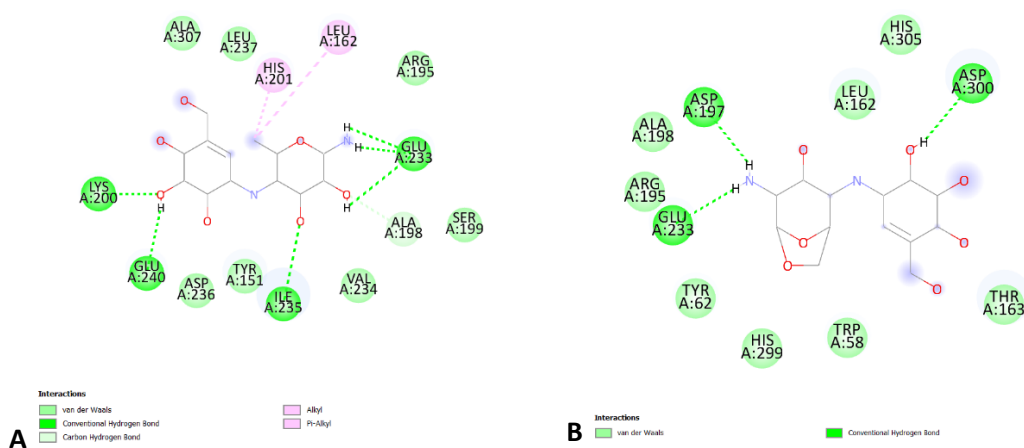 ALA
A:307
LEU
A:237
LEU
A:162
HIS
A:201
ARG
A:195
H
O
O
N
H
GLU
A:233
O
LYS
A:200
O
H
N
O
H
O
O
ALA
A:198
SER
A:199
GLU
A:240
ASP
A:236
TYR
A:151
ILE
A:235
VAL
A:234
Interactions
van der Waals
Conventional Hydrogen Bond
Carbon Hydrogen Bond
Alkyl
Pi-Alkyl
A
HIS
A:305
ASP
A:300
ASP
A:197
LEU
A:162
ALA
A:198
H
O
O
H
ARG
A:195
H
N
N
O
GLU
A:233
O
O
O
O
TYR
A:62
THR
A:163
HIS
A:299
TRP
A:58
Interactions
van der Waals
Conventional Hydrogen Bond
B